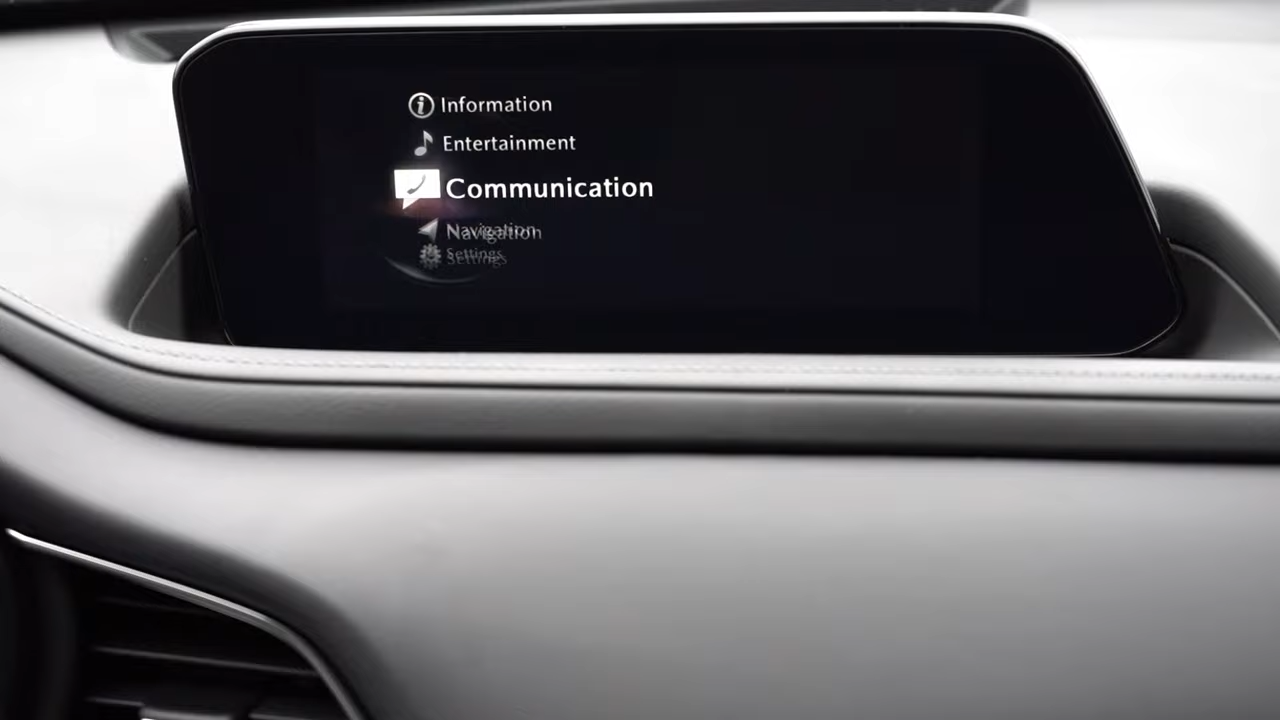 Information
Entertainment
Communication
Navigation
Settings